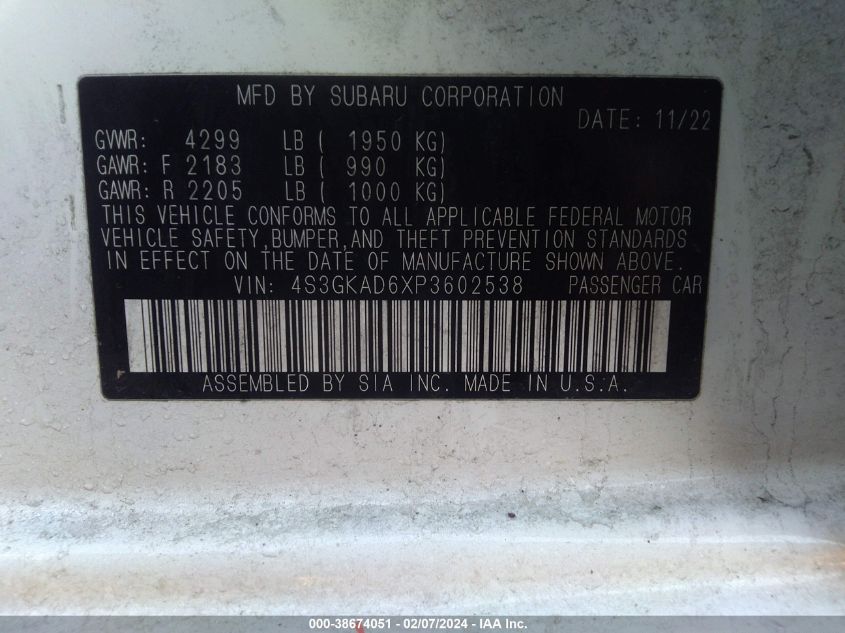 MFD BY SUBARU CORPORATION
DATE: 11/22
GVWR: 4299 LB ( 1950 KG)
GAWR: F 2183 LB ( 990 KG)
GAWR: R 2205 LB ( 1000 KG)
THIS VEHICLE CONFORMS TO ALL APPLICABLE FEDERAL MOTOR
VEHICLE SAFETY,BUMPER,AND THEFT PREVENTION STANDARDS
IN EFFECT ON THE DATE OF MANUFACTURE SHOWN ABOVE.
VIN: 4S3GKAD6XP3602538 PASSENGER CAR
ASSEMBLED BY SIA INC. MADE IN U.S.A.
000-38674051 - 02/07/2024 - IAA Inc.